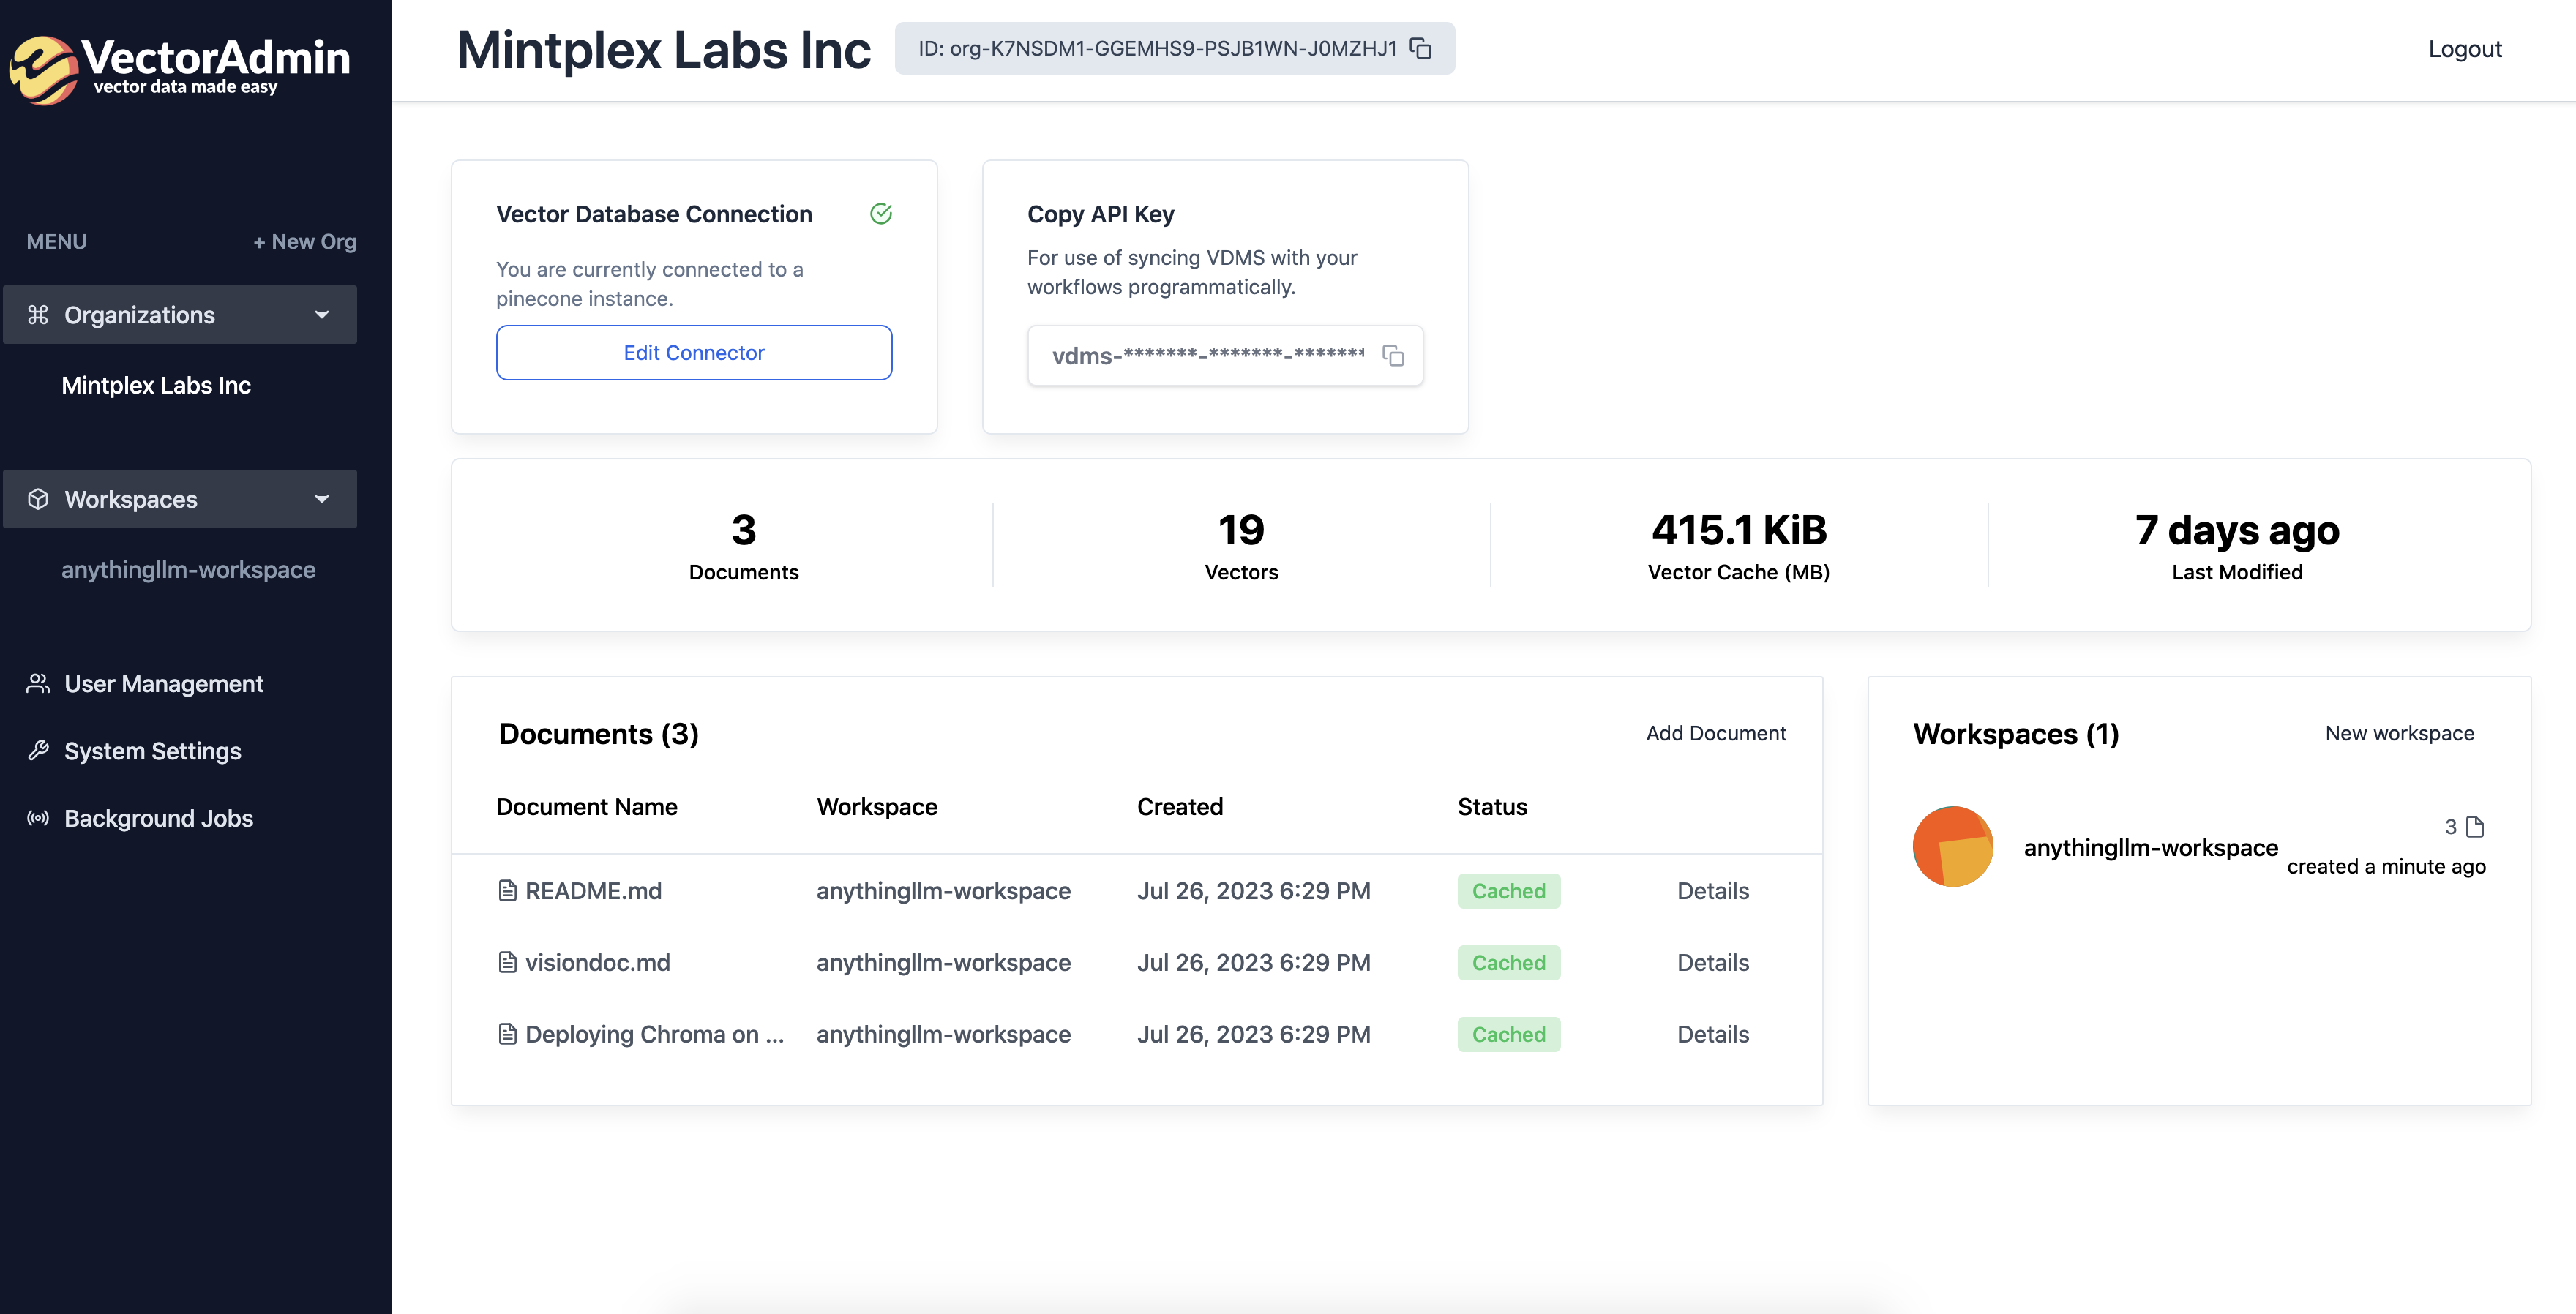 VectorAdmin
vector data made easy
MENU
+ New Org
Organizations
Mintplex Labs Inc
Workspaces
anythingllm-workspace
User Management
System Settings
Background Jobs
Mintplex Labs Inc
ID: org-K7NSDM1-GGEMHS9-PSJB1WN-J0MZHJ1
Logout
Vector Database Connection
You are currently connected to a
pinecone instance.
Edit Connector
Copy API Key
For use of syncing VDMS with your
workflows programmatically.
vdms-*******-*******-*******
3
Documents
19
Vectors
415.1 KiB
Vector Cache (MB)
7 days ago
Last Modified
Documents (3)
Add Document
Document Name Workspace Created Status
README.md anythingllm-workspace Jul 26, 2023 6:29 PM Cached Details
visiondoc.md anythingllm-workspace Jul 26, 2023 6:29 PM Cached Details
Deploying Chroma on ... anythingllm-workspace Jul 26, 2023 6:29 PM Cached Details
Workspaces (1)
New workspace
anythingllm-workspace
3
created a minute ago